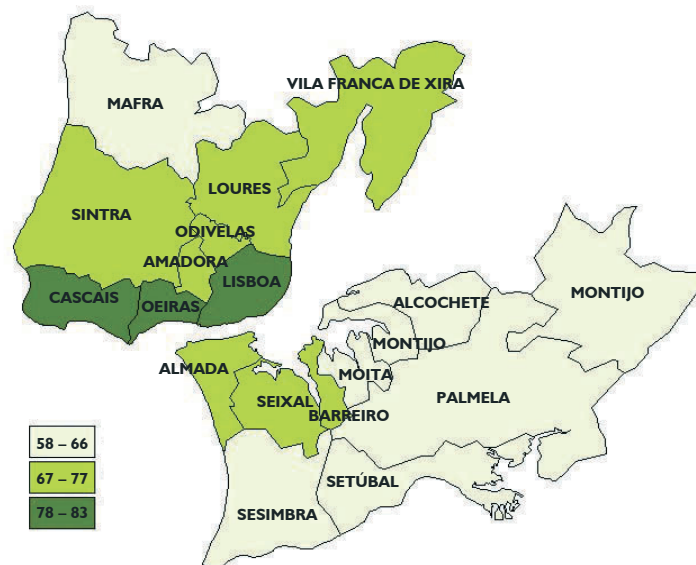 VILA FRANCA DE XIRA
MAFRA
LOURES
SINTRA
ODIVELAS
AMADORA
LISBOA
CASCAIS
OEIRAS
MONTIJO
ALCOCHETE
MONTIJO
ALMADA
MOITA
SEIXAL
BARREIRO
PALMELA
SETÚBAL
SESIMBRA
58 – 66
67 – 77
78 – 83